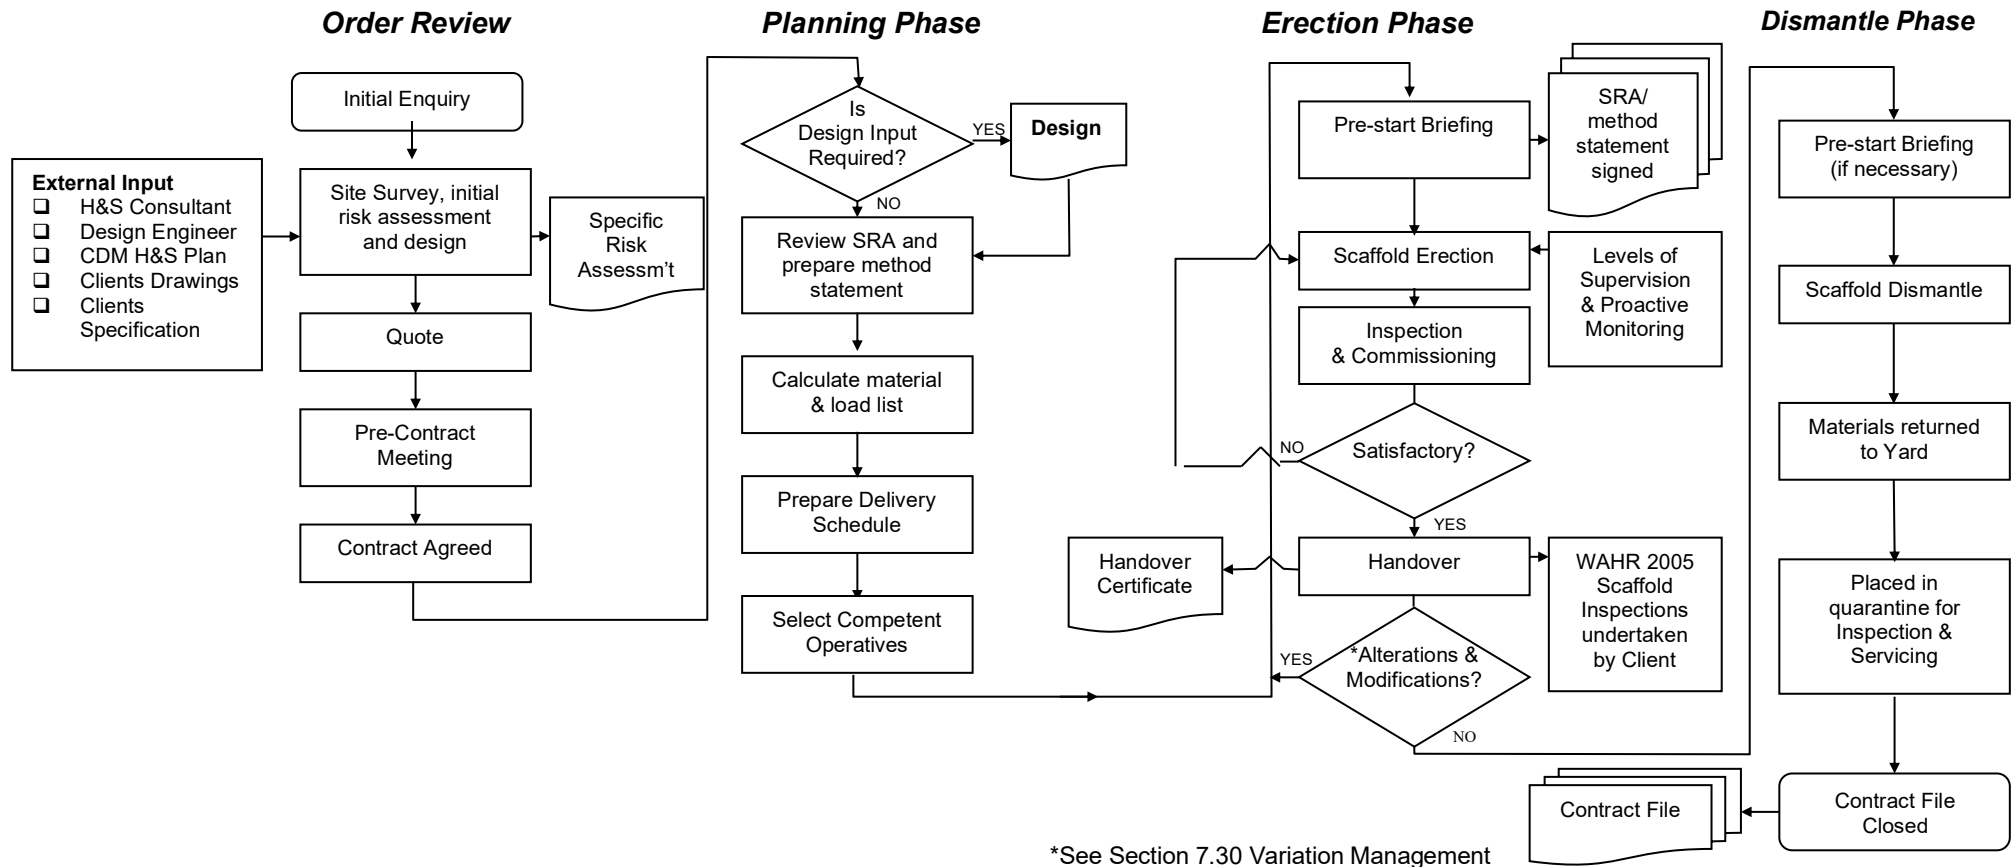 Order Review
Initial Enquiry
External Input
❑ H&S Consultant
❑ Design Engineer
❑ CDM H&S Plan
❑ Clients Drawings
❑ Clients
Specification
Site Survey, initial
risk assessment
and design
Specific
Risk
Assessm't
Quote
Pre-Contract
Meeting
Contract Agreed
Planning Phase
Is
Design Input
Required?
YES
Design
NO
Review SRA and
prepare method
statement
Calculate material
& load list
Prepare Delivery
Schedule
Select Competent
Operatives
Erection Phase
Pre-start Briefing
SRA/
method
statement
signed
Scaffold Erection
Levels of
Supervision
& Proactive
Monitoring
Inspection
& Commissioning
NO
Satisfactory?
YES
Handover
Certificate
Handover
WAHR 2005
Scaffold
Inspections
undertaken
by Client
YES
*Alterations &
Modifications?
NO
Dismantle Phase
Pre-start Briefing
(if necessary)
Scaffold Dismantle
Materials returned
to Yard
Placed in
quarantine for
Inspection &
Servicing
Contract File
Closed
Contract File
*See Section 7.30 Variation Management